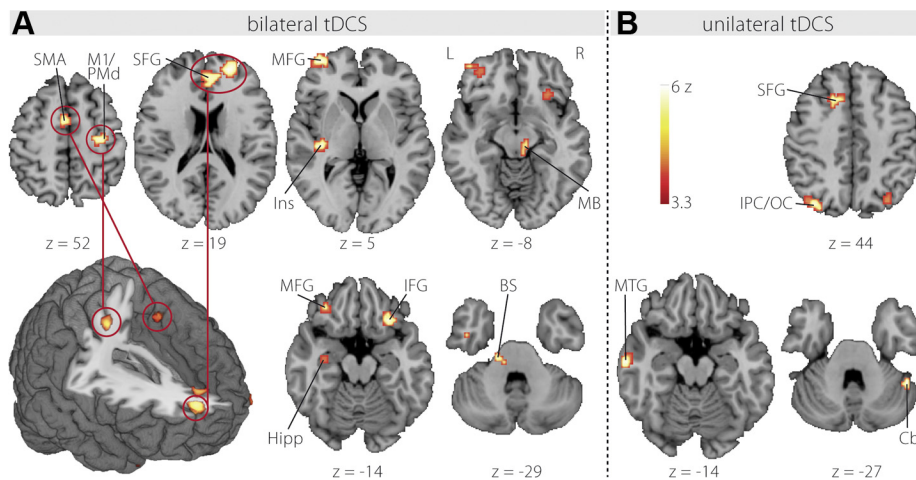 A bilateral tDCS
B unilateral tDCS
SMA
M1/
PMd
SFG
MFG
L
R
Ins
MB
z = 52
z = 19
z = 5
z = -8
6 z
3.3
SFG
IPC/OC
z = 44
MFG
IFG
BS
Hipp
z = -14
z = -29
MTG
Cb
z = -14
z = -27